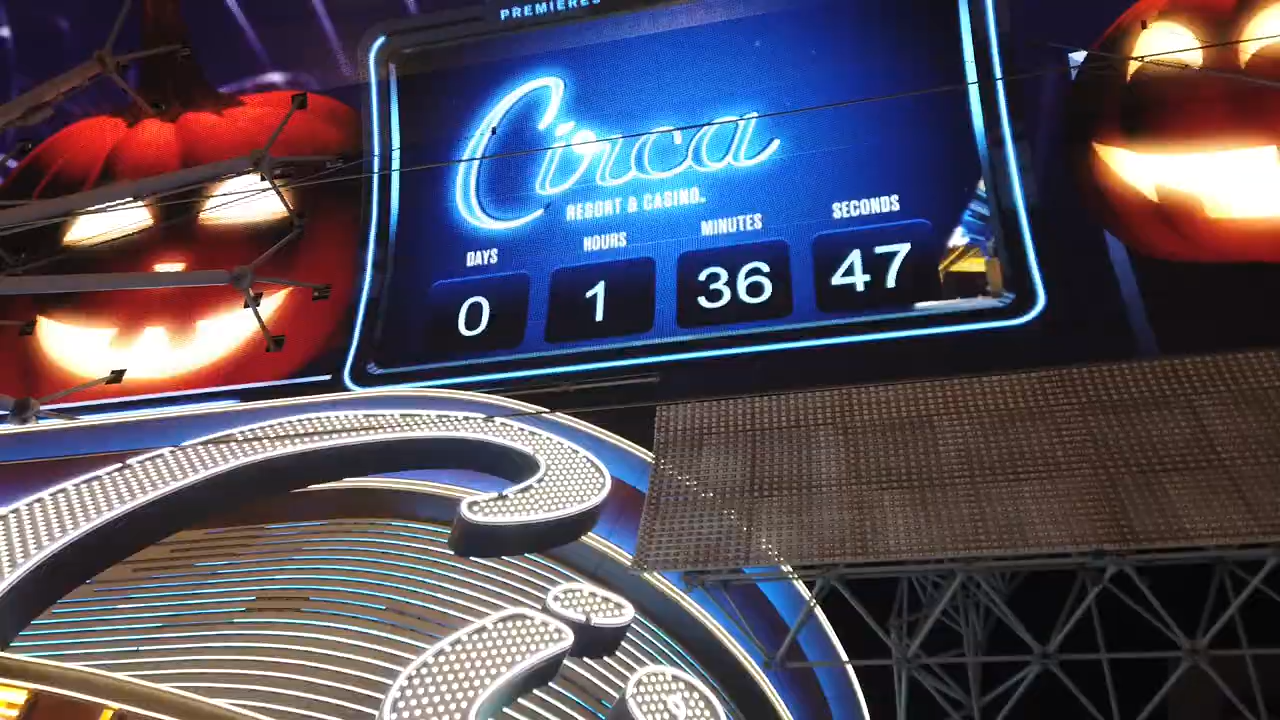 PREMIERES
Circa
RESORT & CASINO
DAYS HOURS MINUTES SECONDS
0 1 36 47